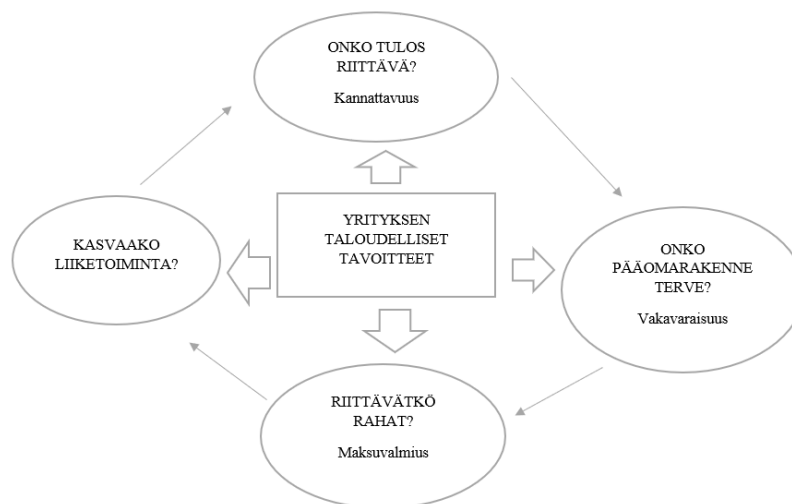 ONKO TULOS
RIITTÄVÄ?
Kannattavuus
YRITYKSEN
TALOUDELLISET
TAVOITTEET
KASVAAKO
LIIKETOIMINTA?
ONKO
PÄÄOMARAKENNE
TERVE?
Vakavaraisuus
RIITTÄVÄTKÖ
RAHAT?
Maksuvalmius